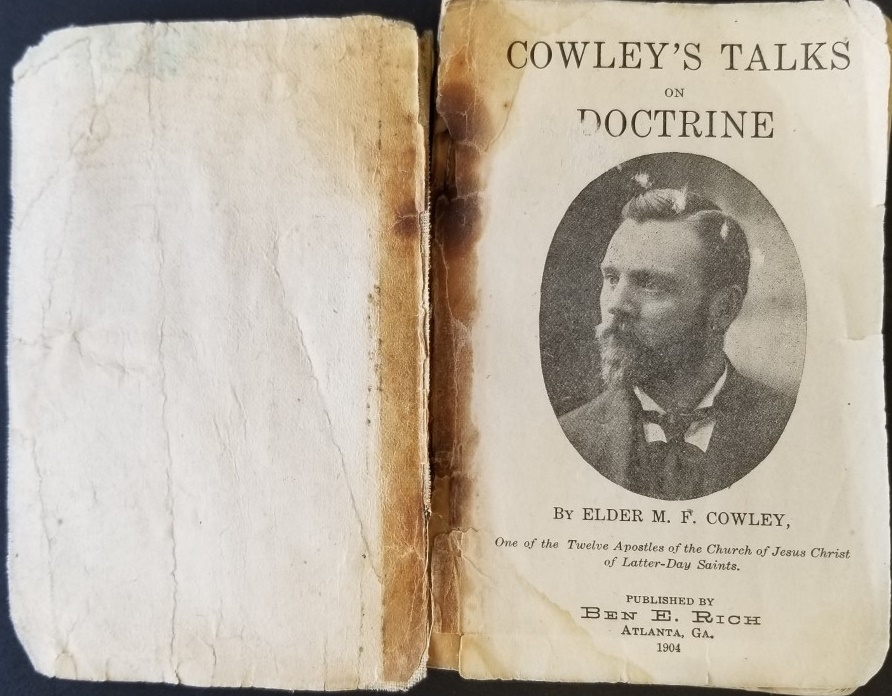 COWLEY'S TALKS
ON
DOCTRINE
BY ELDER M. F. COWLEY,
One of the Twelve Apostles of the Church of Jesus Christ
of Latter-Day Saints.
PUBLISHED BY
BEN E. RICH
ATLANTA, GA.
1904